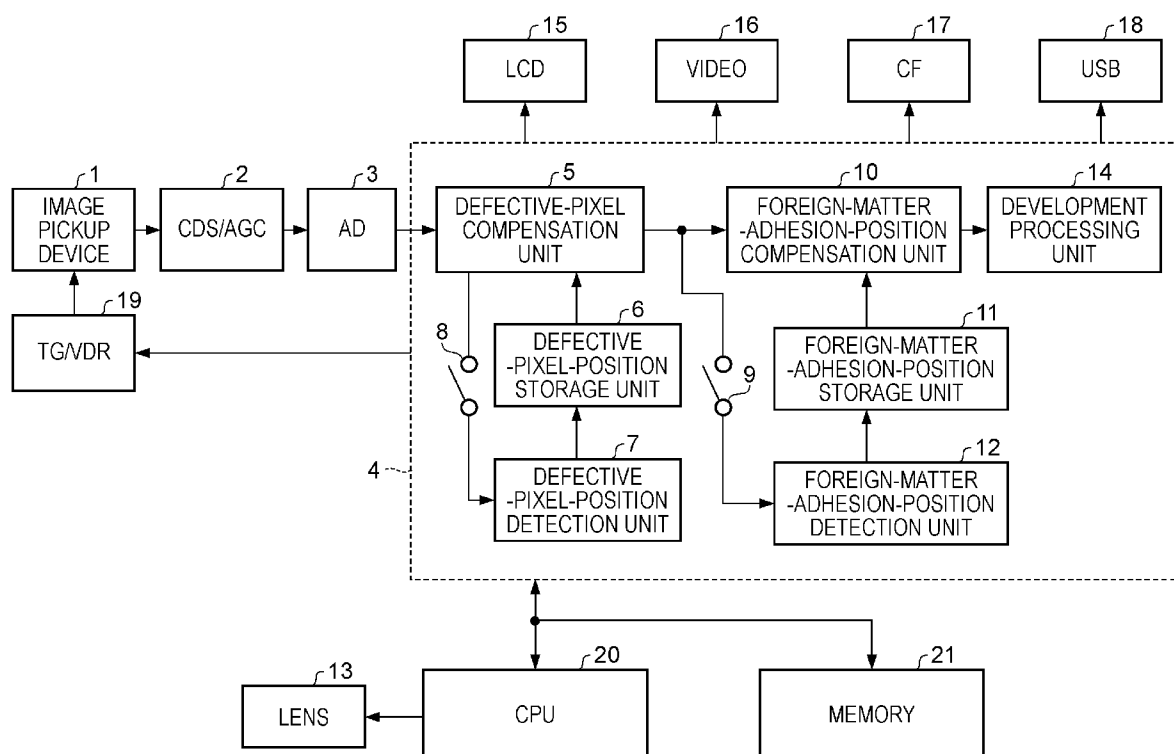 15
16
17
18
LCD
VIDEO
CF
USB
1
2
3
5
10
14
IMAGE
PICKUP
DEVICE
CDS/AGC
AD
DEFECTIVE-PIXEL
COMPENSATION
UNIT
FOREIGN-MATTER
-ADHESION-POSITION
COMPENSATION UNIT
DEVELOPMENT
PROCESSING
UNIT
19
TG/VDR
8
6
DEFECTIVE
-PIXEL-POSITION
STORAGE UNIT
9
11
FOREIGN-MATTER
-ADHESION-POSITION
STORAGE UNIT
4
7
DEFECTIVE
-PIXEL-POSITION
DETECTION UNIT
12
FOREIGN-MATTER
-ADHESION-POSITION
DETECTION UNIT
13
LENS
20
CPU
21
MEMORY